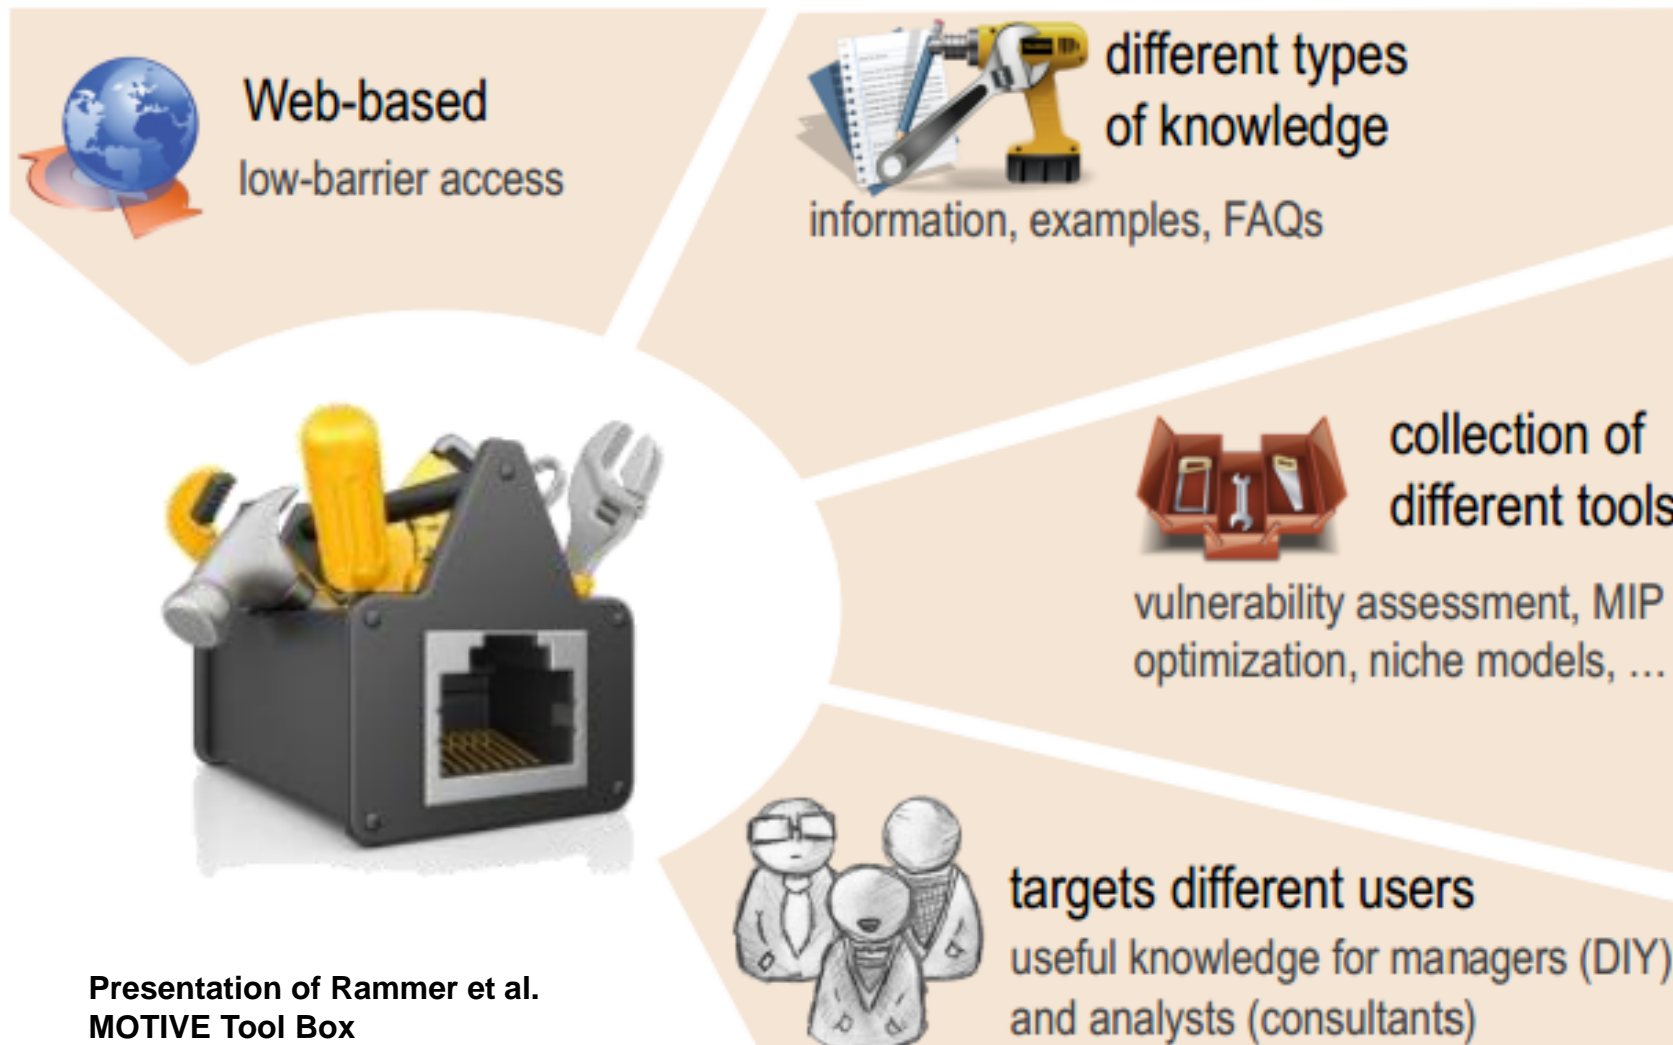 Web-based
low-barrier access
different types
of knowledge
information, examples, FAQs
collection of
different tools
vulnerability assessment, MIP
optimization, niche models, …
targets different users
useful knowledge for managers (DIY)
and analysts (consultants)
Presentation of Rammer et al.
MOTIVE Tool Box